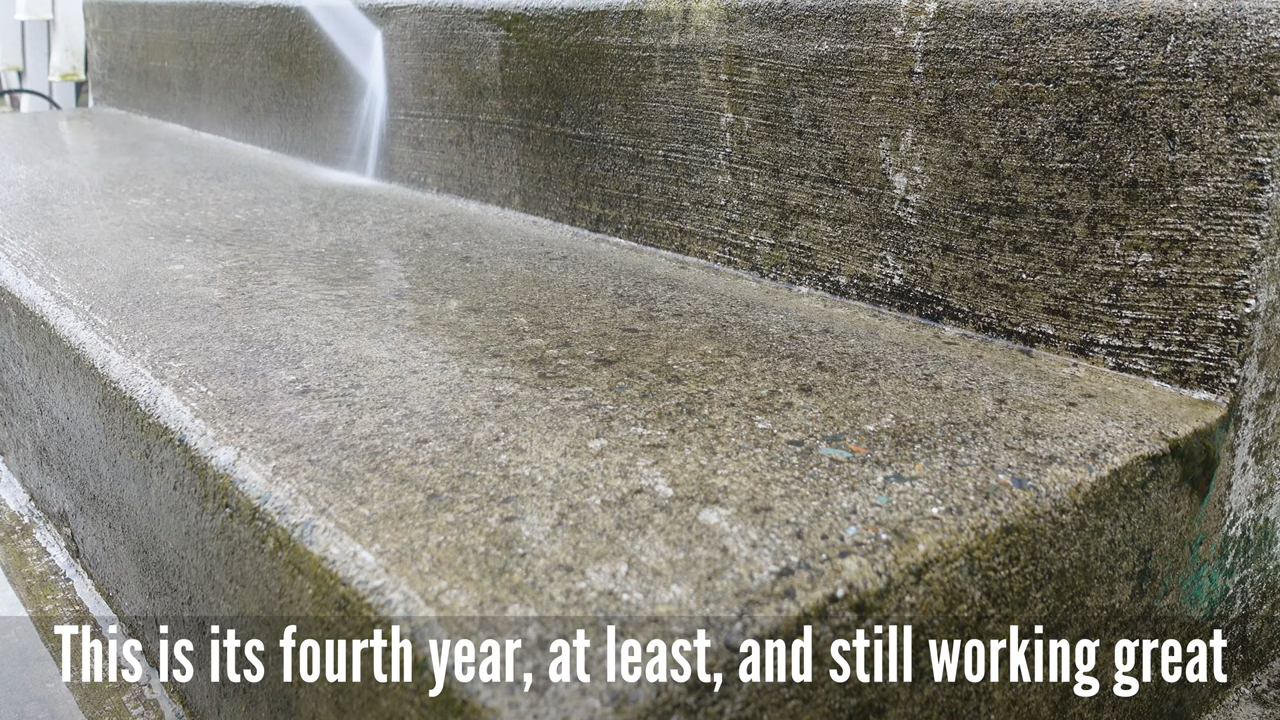 This is its fourth year, at least, and still working great